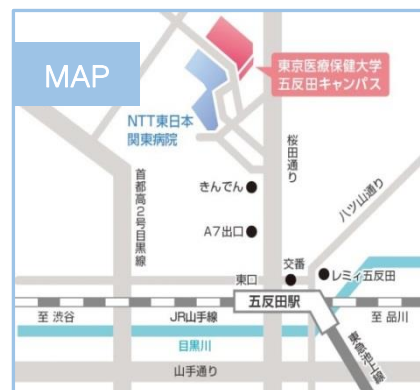 MAP
東京医療保健大学
五反田キャンパス
NTT東日本
関東病院
桜田通り
首都高2号目黒線
きんでん
八ツ山通り
A7出口
交番
東口
レミィ五反田
五反田駅
至 渋谷
JR山手線
至 品川
目黒川
東急池上線
山手通り